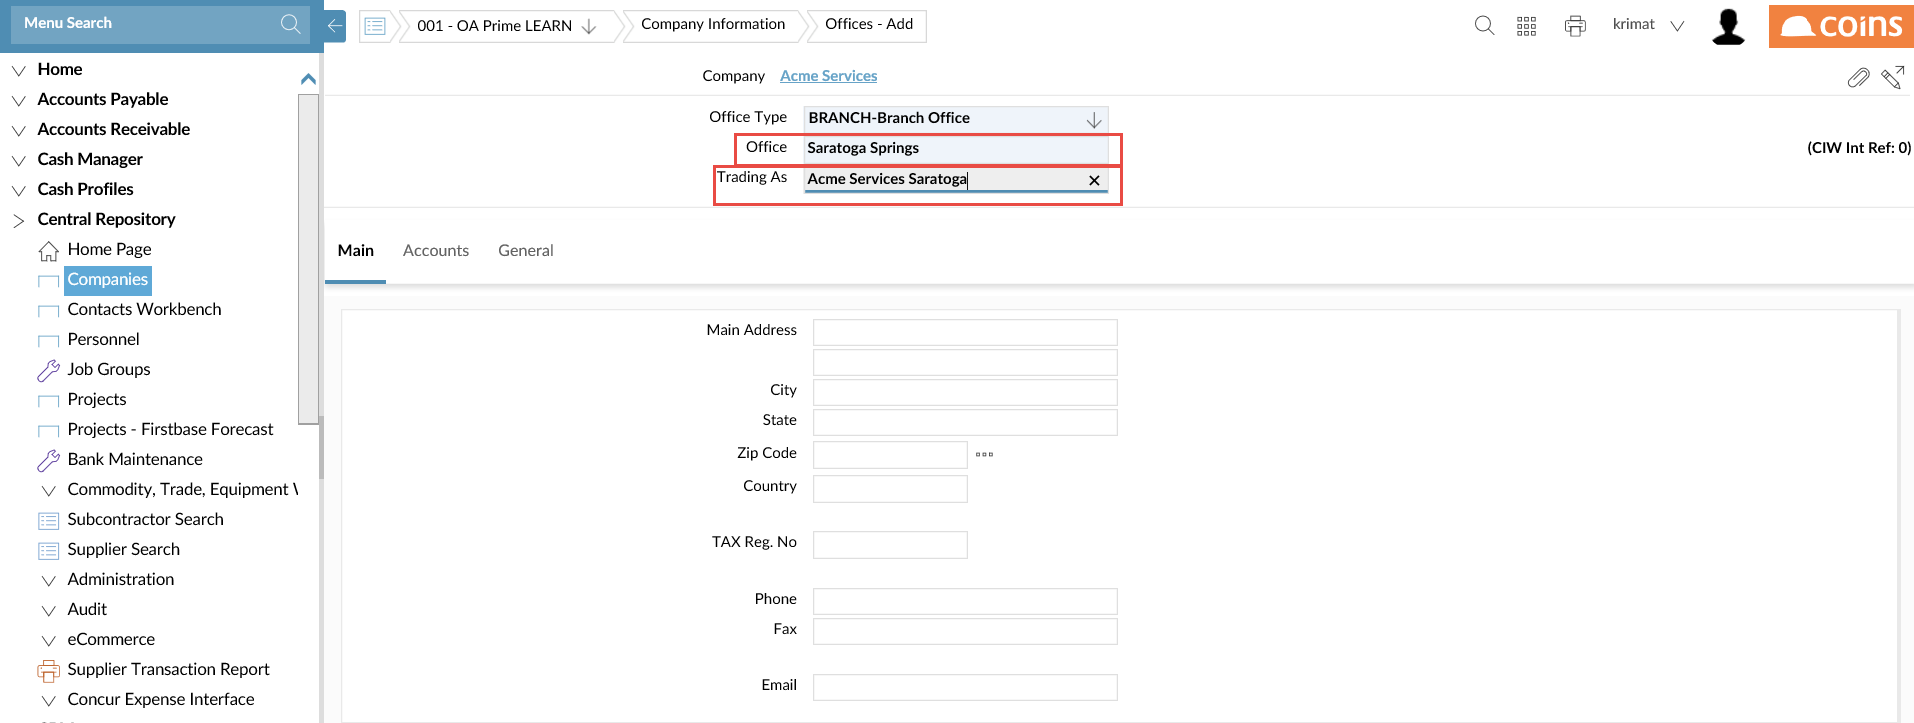 Menu Search
001 - OA Prime LEARN
Company Information
Offices - Add
krimat
coins
Home
Accounts Payable
Accounts Receivable
Cash Manager
Cash Profiles
Central Repository
Home Page
Companies
Contacts Workbench
Personnel
Job Groups
Projects
Projects - Firstbase Forecast
Bank Maintenance
Commodity, Trade, Equipment
Subcontractor Search
Supplier Search
Administration
Audit
eCommerce
Supplier Transaction Report
Concur Expense Interface
Company Acme Services
Office Type BRANCH-Branch Office
Office Saratoga Springs
(CIW Int Ref: 0)
Trading As Acme Services Saratoga
Main Accounts General
Main Address
City
State
Zip Code
Country
TAX Reg. No
Phone
Fax
Email